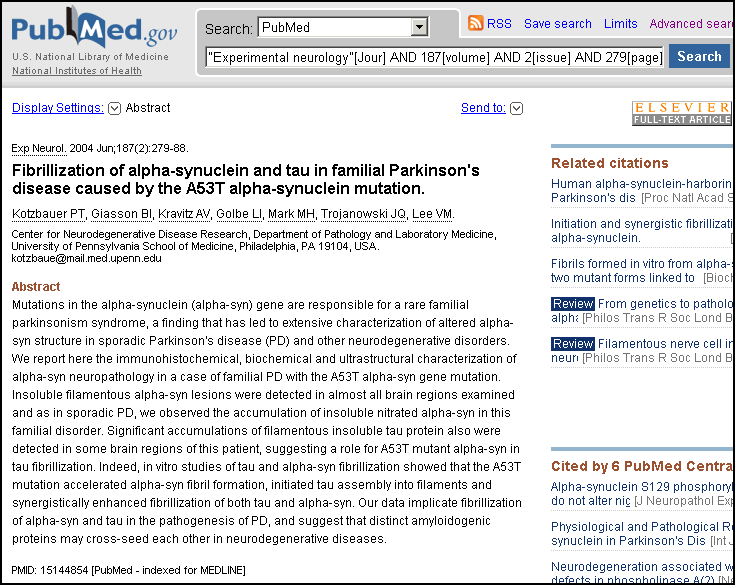 PubMed.gov
U.S. National Library of Medicine
National Institutes of Health
Search: PubMed
RSS Save search Limits Advanced sear
"Experimental neurology"[Jour] AND 187[volume] AND 2[issue] AND 279[page] Search
Display Settings: Abstract
Send to:
ELSEVIER
FULL-TEXT ARTICLE
Exp Neurol. 2004 Jun;187(2):279-88.
Fibrillization of alpha-synuclein and tau in familial Parkinson's
disease caused by the A53T alpha-synuclein mutation.
Kotzbauer PT, Giasson BI, Kravitz AV, Golbe LI, Mark MH, Trojanowski JQ, Lee VM.
Center for Neurodegenerative Disease Research, Department of Pathology and Laboratory Medicine,
University of Pennsylvania School of Medicine, Philadelphia, PA 19104, USA.
kotzbaue@mail.med.upenn.edu
Abstract
Mutations in the alpha-synuclein (alpha-syn) gene are responsible for a rare familial
parkinsonism syndrome, a finding that has led to extensive characterization of altered alpha-
syn structure in sporadic Parkinson's disease (PD) and other neurodegenerative disorders.
We report here the immunohistochemical, biochemical and ultrastructural characterization of
alpha-syn neuropathology in a case of familial PD with the A53T alpha-syn gene mutation.
Insoluble filamentous alpha-syn lesions were detected in almost all brain regions examined
and as in sporadic PD, we observed the accumulation of insoluble nitrated alpha-syn in this
familial disorder. Significant accumulations of filamentous insoluble tau protein also were
detected in some brain regions of this patient, suggesting a role for A53T mutant alpha-syn in
tau fibrillization. Indeed, in vitro studies of tau and alpha-syn fibrillization showed that the A53T
mutation accelerated alpha-syn fibril formation, initiated tau assembly into filaments and
synergistically enhanced fibrillization of both tau and alpha-syn. Our data implicate fibrillization
of alpha-syn and tau in the pathogenesis of PD, and suggest that distinct amyloidogenic
proteins may cross-seed each other in neurodegenerative diseases.
PMID: 15144854 [PubMed - indexed for MEDLINE]
Related citations
Human alpha-synuclein-harborin
Parkinson's dis [Proc Natl Acad S
Initiation and synergistic fibrillizati
alpha-synuclein. [
Fibrils formed in vitro from alpha-s
two mutant forms linked to [Bioch
Review From genetics to patholo
alpha [Philos Trans R Soc Lond B
Review Filamentous nerve cell in
neuro [Philos Trans R Soc Lond B
Cited by 6 PubMed Centra
Alpha-synuclein S129 phosphoryl
do not alter nig [J Neuropathol Exp
Physiological and Pathological Ro
synuclein in Parkinson's Dis [Int J
Neurodegeneration associated w
defects in phospholipase A(2) [Ne